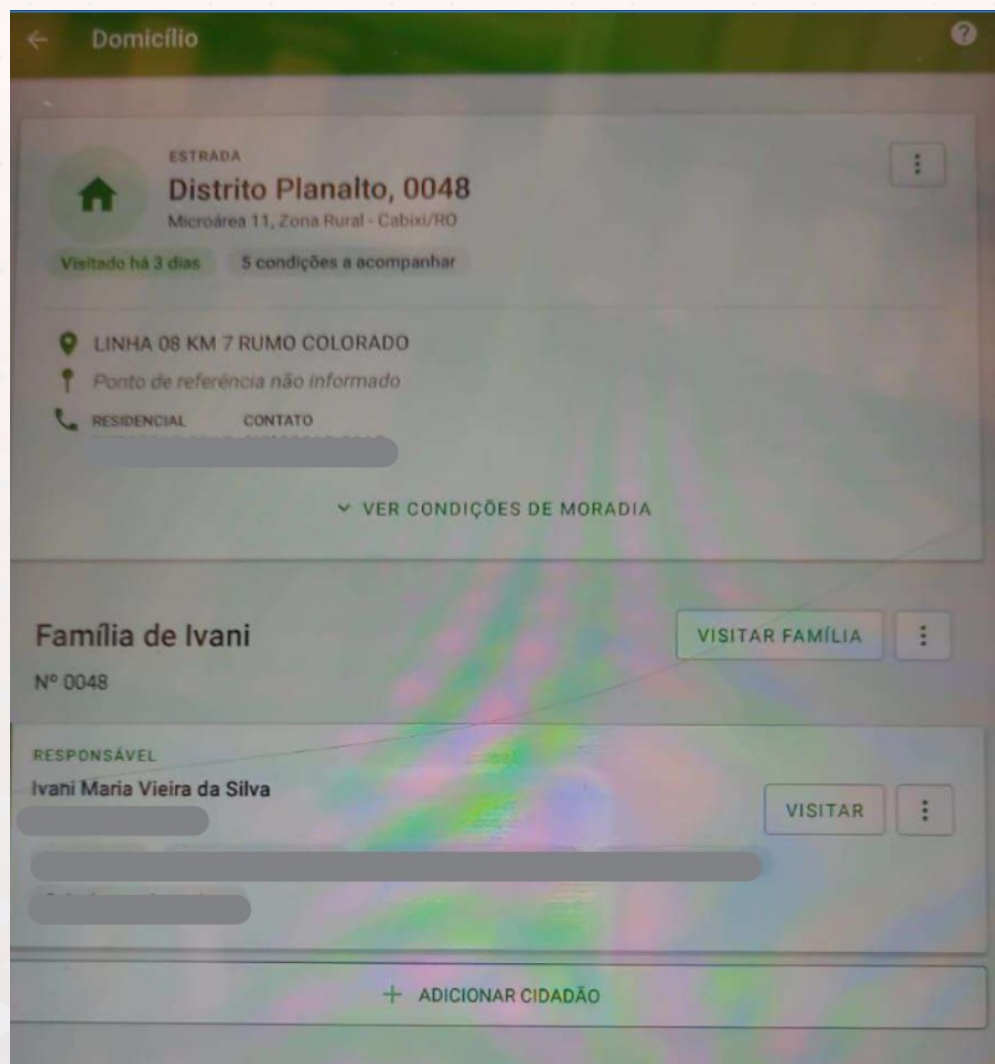 Domicílio
ESTRADA
Distrito Planalto, 0048
Microárea 11, Zona Rural - Cabixi/RO
Visitado há 3 dias 5 condições a acompanhar
LINHA 08 KM 7 RUMO COLORADO
Ponto de referência não informado
RESIDENCIAL CONTATO
VER CONDIÇÕES DE MORADIA
Família de Ivani
VISITAR FAMÍLIA
Nº 0048
RESPONSÁVEL
Ivani Maria Vieira da Silva
VISITAR
+ ADICIONAR CIDADÃO